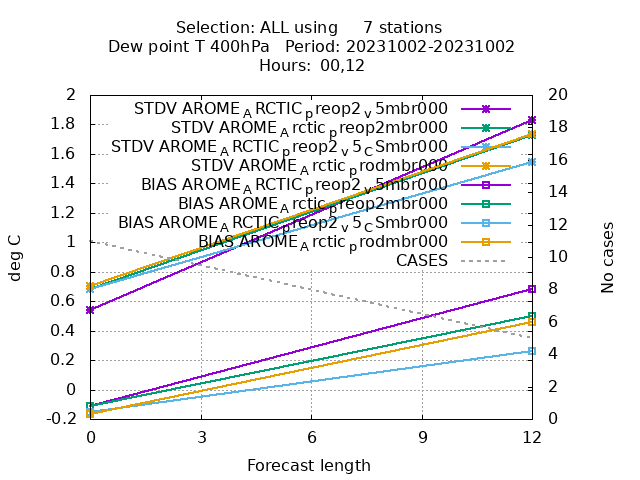 Selection: ALL using 7 stations
Dew point T 400hPa Period: 20231002-20231002
Hours: 00,12
STDV AROME_ARCTIC_preop2_v5mbr000
STDV AROME_Arctic_preop2mbr000
STDV AROME_ARCTIC_preop2_v5_CSmbr000
STDV AROME_Arctic_prodmbr000
BIAS AROME_ARCTIC_preop2_v5mbr000
BIAS AROME_Arctic_preop2mbr000
BIAS AROME_ARCTIC_preop2_v5_CSmbr000
BIAS AROME_Arctic_prodmbr000
CASES
deg C
2
1.8
1.6
1.4
1.2
1
0.8
0.6
0.4
0.2
0
-0.2
20
18
16
14
12
10
8
6
4
2
0
No cases
0 3 6 9 12
Forecast length